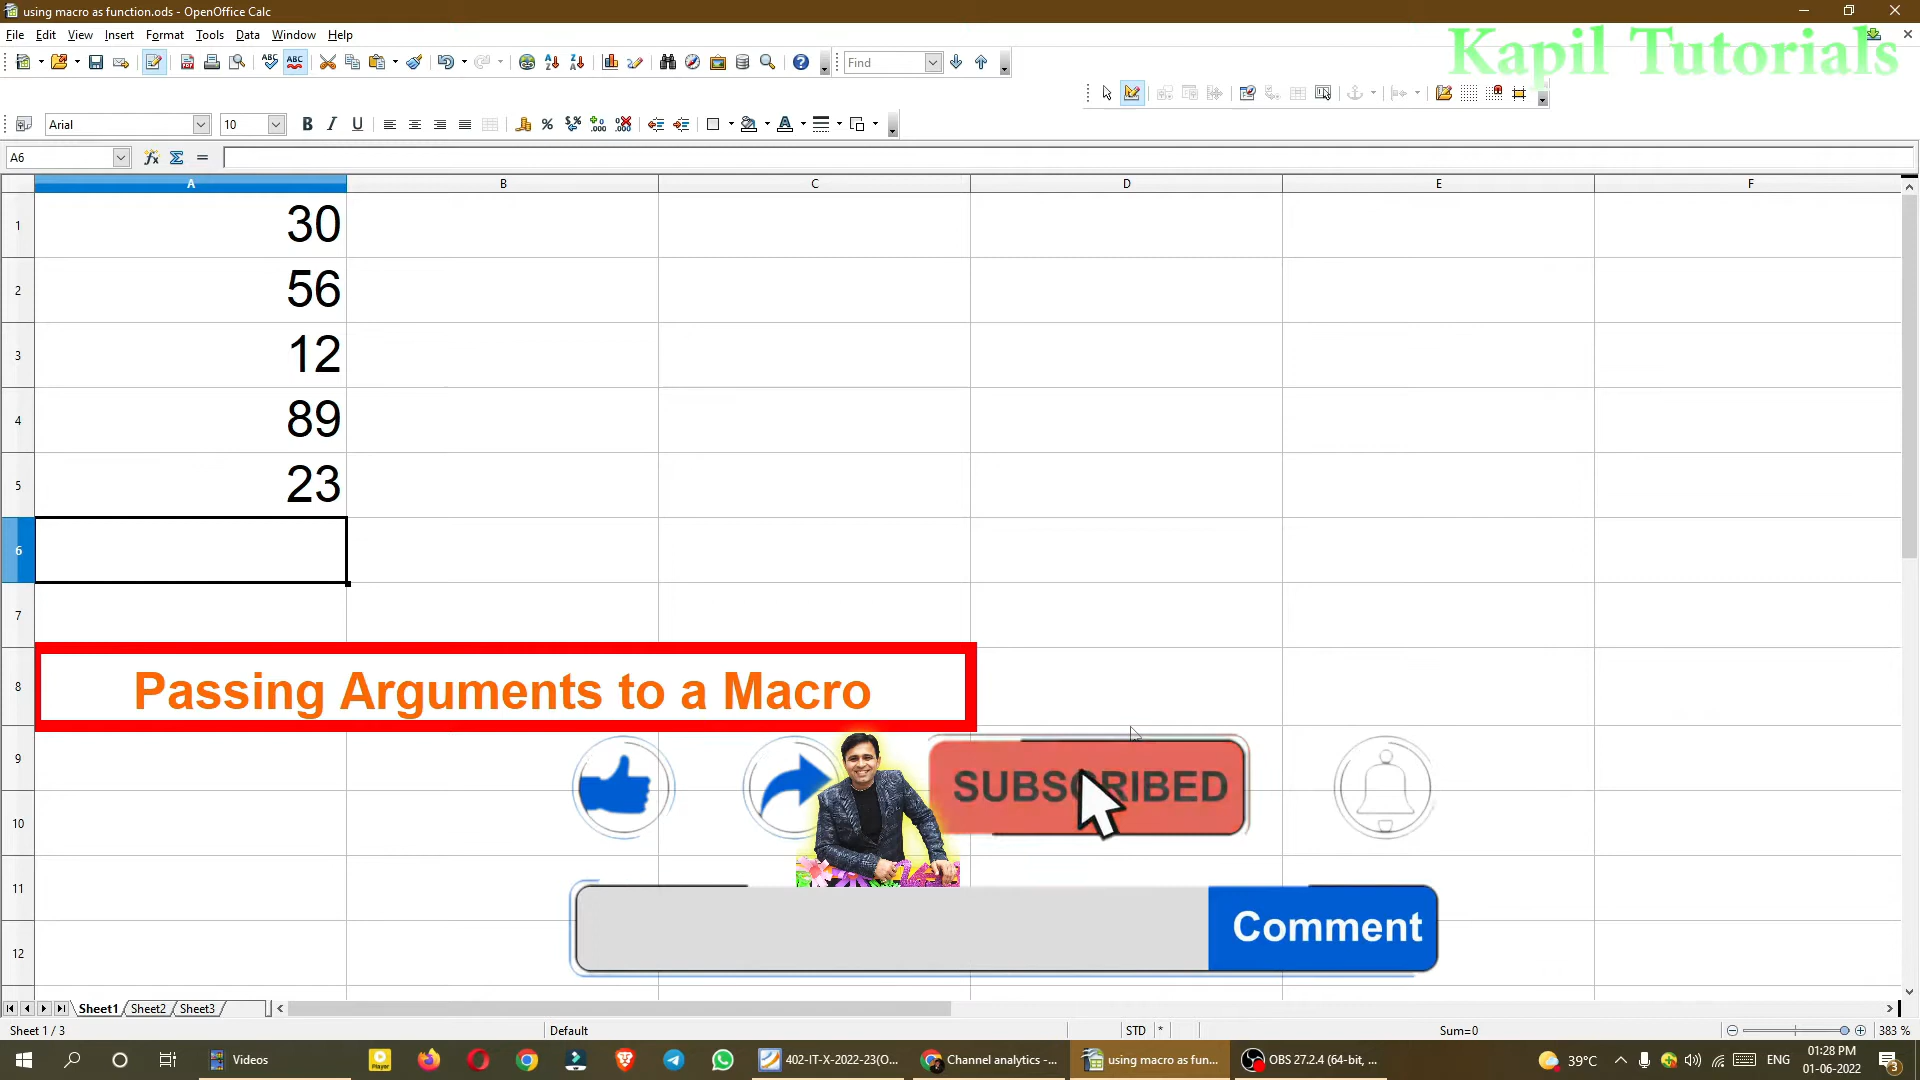 using macro as function.ods - OpenOffice Calc
File Edit View Insert Format Tools Data Window Help
Kapil Tutorials
Find
Arial 10
A6
A B C D E F
1 30
2 56
3 12
4 89
5 23
6
7
8 Passing Arguments to a Macro
9
SUBSCRIBED
10
11
Comment
12
Sheet1 Sheet2 Sheet3
Sheet 1 / 3 Default STD * Sum=0 383 %
Videos 402-IT-X-2022-23(O... Channel analytics -... using macro as fun... OBS 27.2.4 (64-bit, ... 39°C ENG 01:28 PM
01-06-2022
3